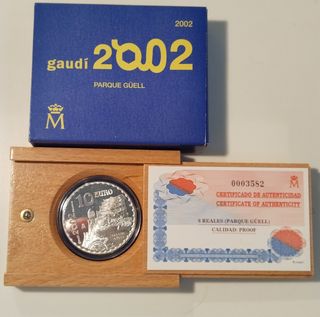 2002
gaudí 2002
PARQUE GÜELL
M
10
EURO
M
0003582
CERTIFICADO DE AUTENTICIDAD
CERTIFICATE OF AUTHENTICITY
8 REALES (PARQUE GÜELL)
CALIDAD: PROOF